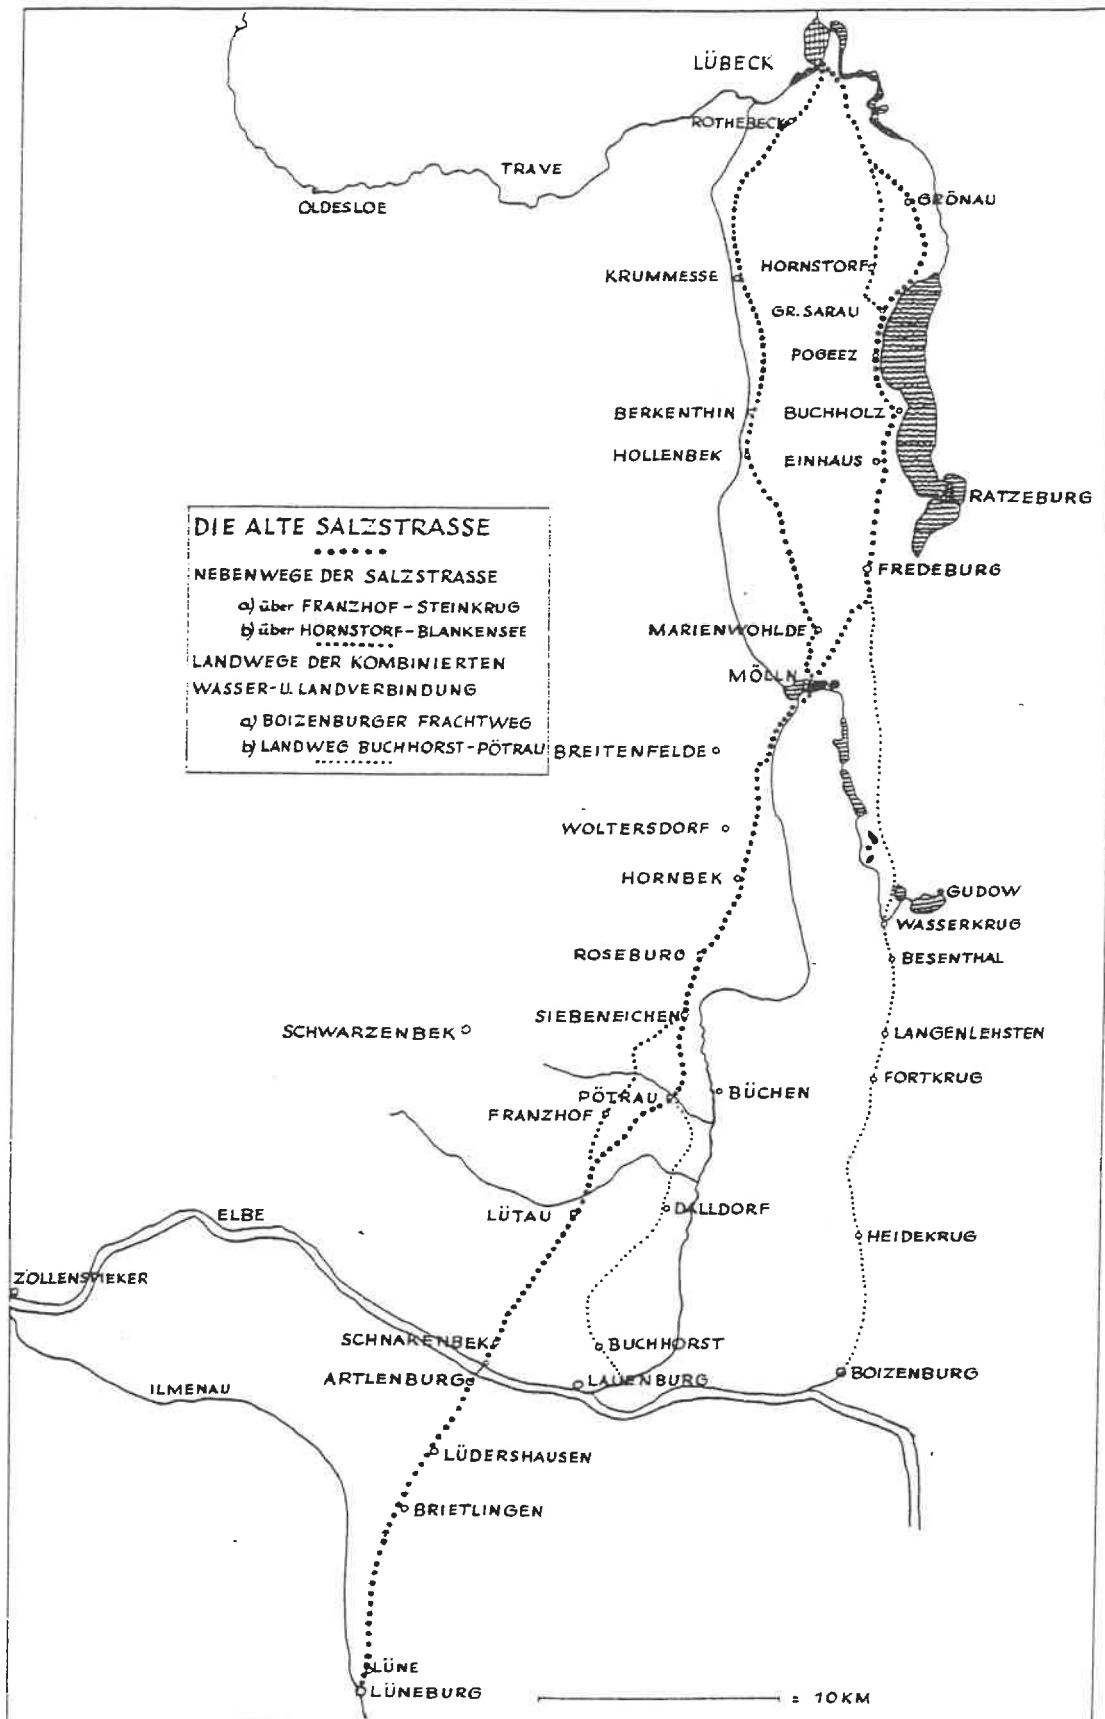 LÜBECK
ROTHEBECK
TRAVE
OLDESLOE
GRÖNAU
HORNSTORF
KRUMMESSE
GR. SARAU
POGEEZ
BERKENTHIN
BUCHHOLZ
HOLLENBEK
EINHAUS
RATZEBURG
DIE ALTE SALZSTRASSE
NEBENWEGE DER SALZSTRASSE
a) über FRANZHOF-STEINKRUG
b) über HORNSTORF-BLANKENSEE
LANDWEGE DER KOMBINIERTEN
WASSER-U. LANDVERBINDUNG
a) BOIZENBURGER FRACHTWEG
b) LANDWEG BUCHHORST-PÖTRAU
FREDEBURG
MARIENWOHLDE
MÖLLN
BREITENFELDE
WOLTERSDORF
HORNBEK
GUDOW
WASSERKRUG
ROSEBURG
BESENTHAL
SIEBENEICHEN
SCHWARZENBEK
LANGENLEHSTEN
FORTKRUG
PÖTRAU
BÜCHEN
FRANZHOF
LÜTAU
DALLDORF
ELBE
HEIDEKRUG
ZOLLENSPIEKER
SCHNAKENBEK
BUCHHORST
ARTLENBURG
LAUENBURG
BOIZENBURG
ILMENAU
LÜDERSHAUSEN
BRIETLINGEN
LÜNE
LÜNEBURG
= 10KM